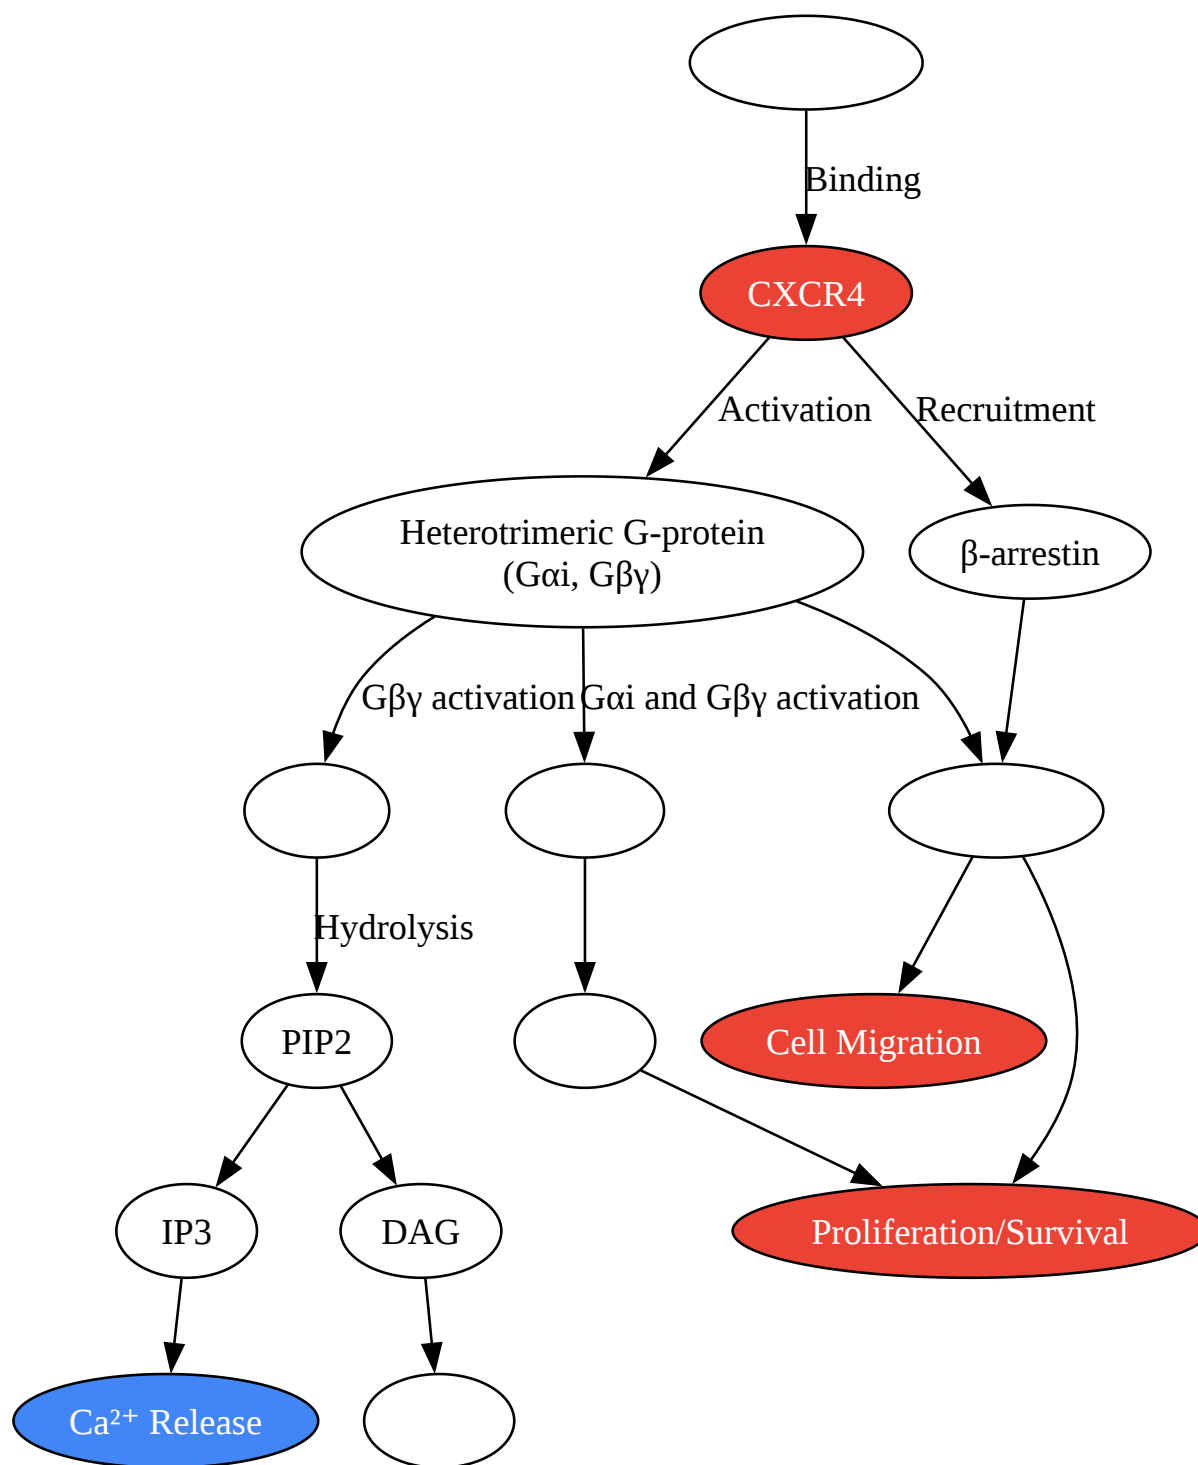 Binding
CXCR4
Activation
Recruitment
Heterotrimeric G-protein
(Gαi, Gβγ)
β-arrestin
Gβγ activation
Gαi and Gβγ activation
Hydrolysis
PIP2
Cell Migration
IP3
DAG
Proliferation/Survival
Ca²⁺ Release